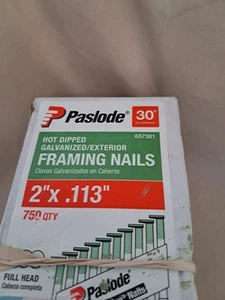 Paslode®
30°
657381
HOT DIPPED
GALVANIZED/EXTERIOR
FRAMING NAILS
Clavos Galvanizados en Caliente
2"x .113"
750 QTY
FULL HEAD
Cabeza completa
Paslode
Nails